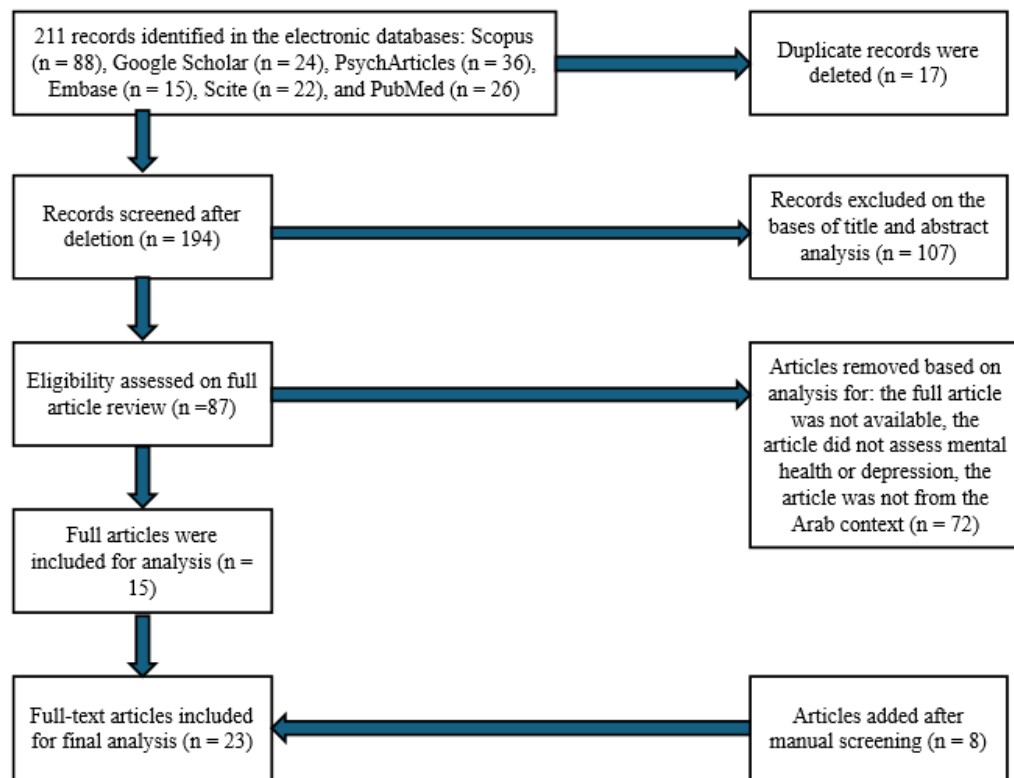 211 records identified in the electronic databases: Scopus
(n = 88), Google Scholar (n = 24), PsychArticles (n = 36),
Embase (n = 15), Scite (n = 22), and PubMed (n = 26)
Duplicate records were
deleted (n = 17)
Records screened after
deletion (n = 194)
Records excluded on the
bases of title and abstract
analysis (n = 107)
Eligibility assessed on full
article review (n =87)
Articles removed based on
analysis for: the full article
was not available, the
article did not assess mental
health or depression, the
article was not from the
Arab context (n = 72)
Full articles were
included for analysis (n =
15)
Full-text articles included
for final analysis (n = 23)
Articles added after
manual screening (n = 8)